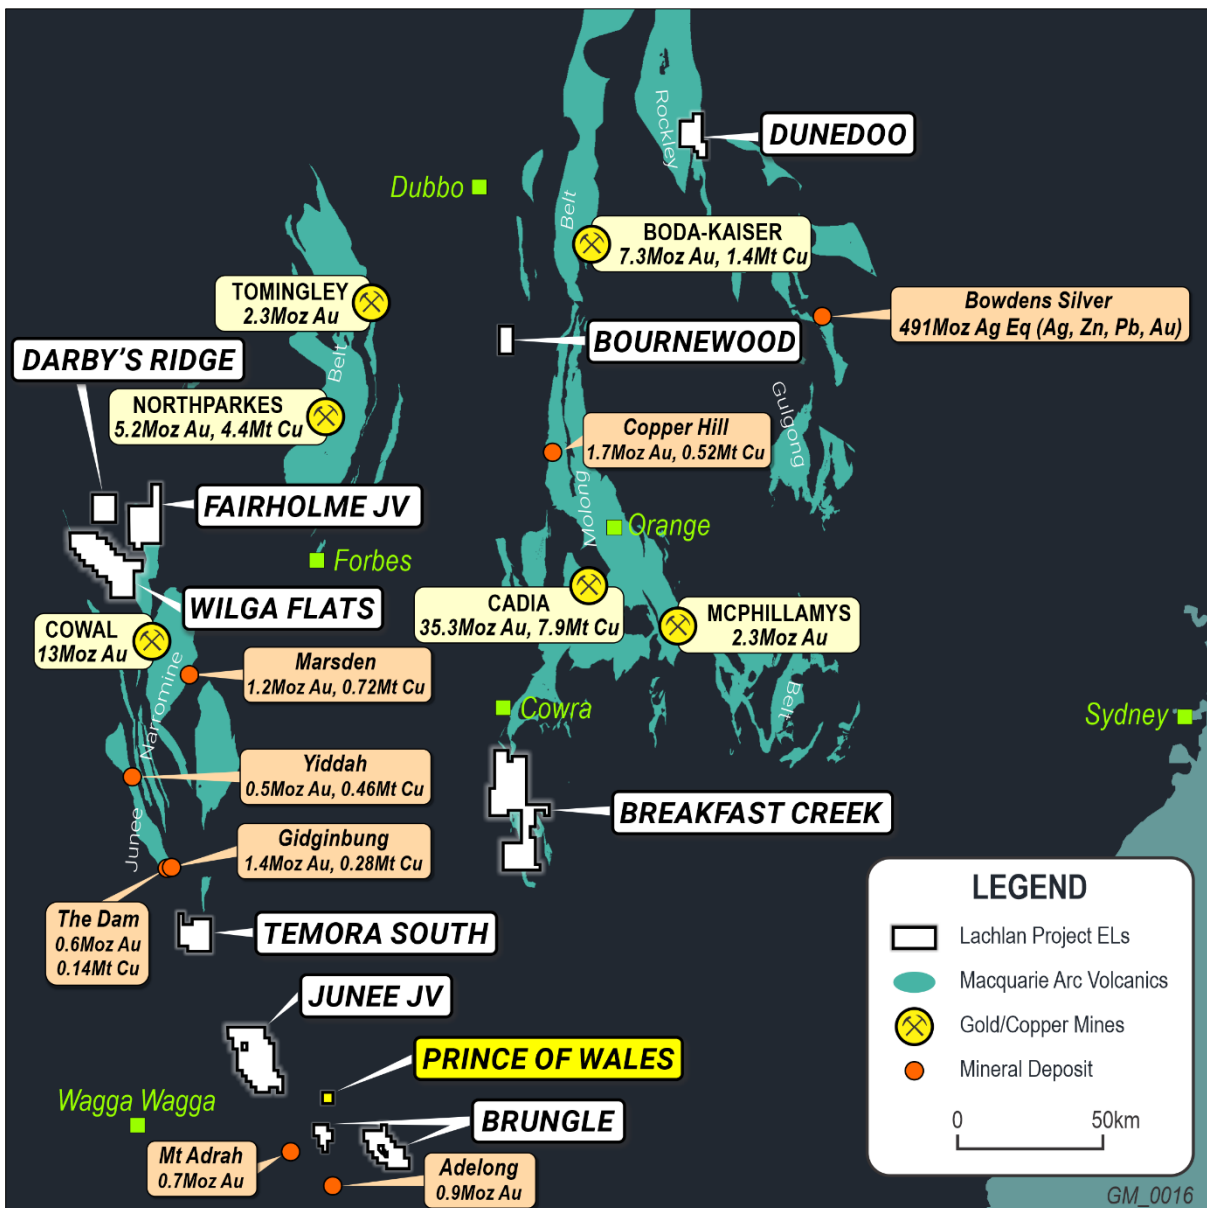 Rockley
DUNEDOO
Dubbo
Belt
BODA-KAISER
7.3Moz Au, 1.4Mt Cu
TOMINGLEY
2.3Moz Au
Bowdens Silver
491Moz Ag Eq (Ag, Zn, Pb, Au)
DARBY'S RIDGE
BOURNEWOOD
Belt
NORTHPARKES
5.2Moz Au, 4.4Mt Cu
Gulgong
Copper Hill
1.7Moz Au, 0.52Mt Cu
FAIRHOLME JV
Molong
Orange
Forbes
WILGA FLATS
CADIA
35.3Moz Au, 7.9Mt Cu
MCPHILLAMYS
2.3Moz Au
COWAL
13Moz Au
Marsden
1.2Moz Au, 0.72Mt Cu
Narromine
Cowra
Belt
Sydney
Yiddah
0.5Moz Au, 0.46Mt Cu
BREAKFAST CREEK
Junee
Gidginbung
1.4Moz Au, 0.28Mt Cu
The Dam
0.6Moz Au
0.14Mt Cu
TEMORA SOUTH
JUNEE JV
PRINCE OF WALES
Wagga Wagga
BRUNGLE
Mt Adrah
0.7Moz Au
Adelong
0.9Moz Au
LEGEND
Lachlan Project ELs
Macquarie Arc Volcanics
Gold/Copper Mines
Mineral Deposit
0 50km
GM_0016